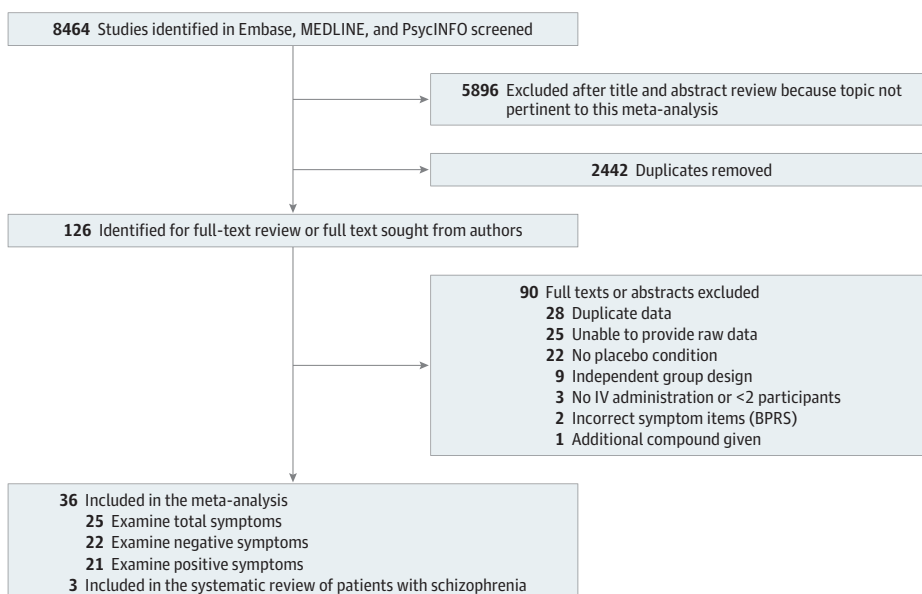 8464 Studies identified in Embase, MEDLINE, and PsycINFO screened
5896 Excluded after title and abstract review because topic not
pertinent to this meta-analysis
2442 Duplicates removed
126 Identified for full-text review or full text sought from authors
90 Full texts or abstracts excluded
28 Duplicate data
25 Unable to provide raw data
22 No placebo condition
9 Independent group design
3 No IV administration or <2 participants
2 Incorrect symptom items (BPRS)
1 Additional compound given
36 Included in the meta-analysis
25 Examine total symptoms
22 Examine negative symptoms
21 Examine positive symptoms
3 Included in the systematic review of patients with schizophrenia